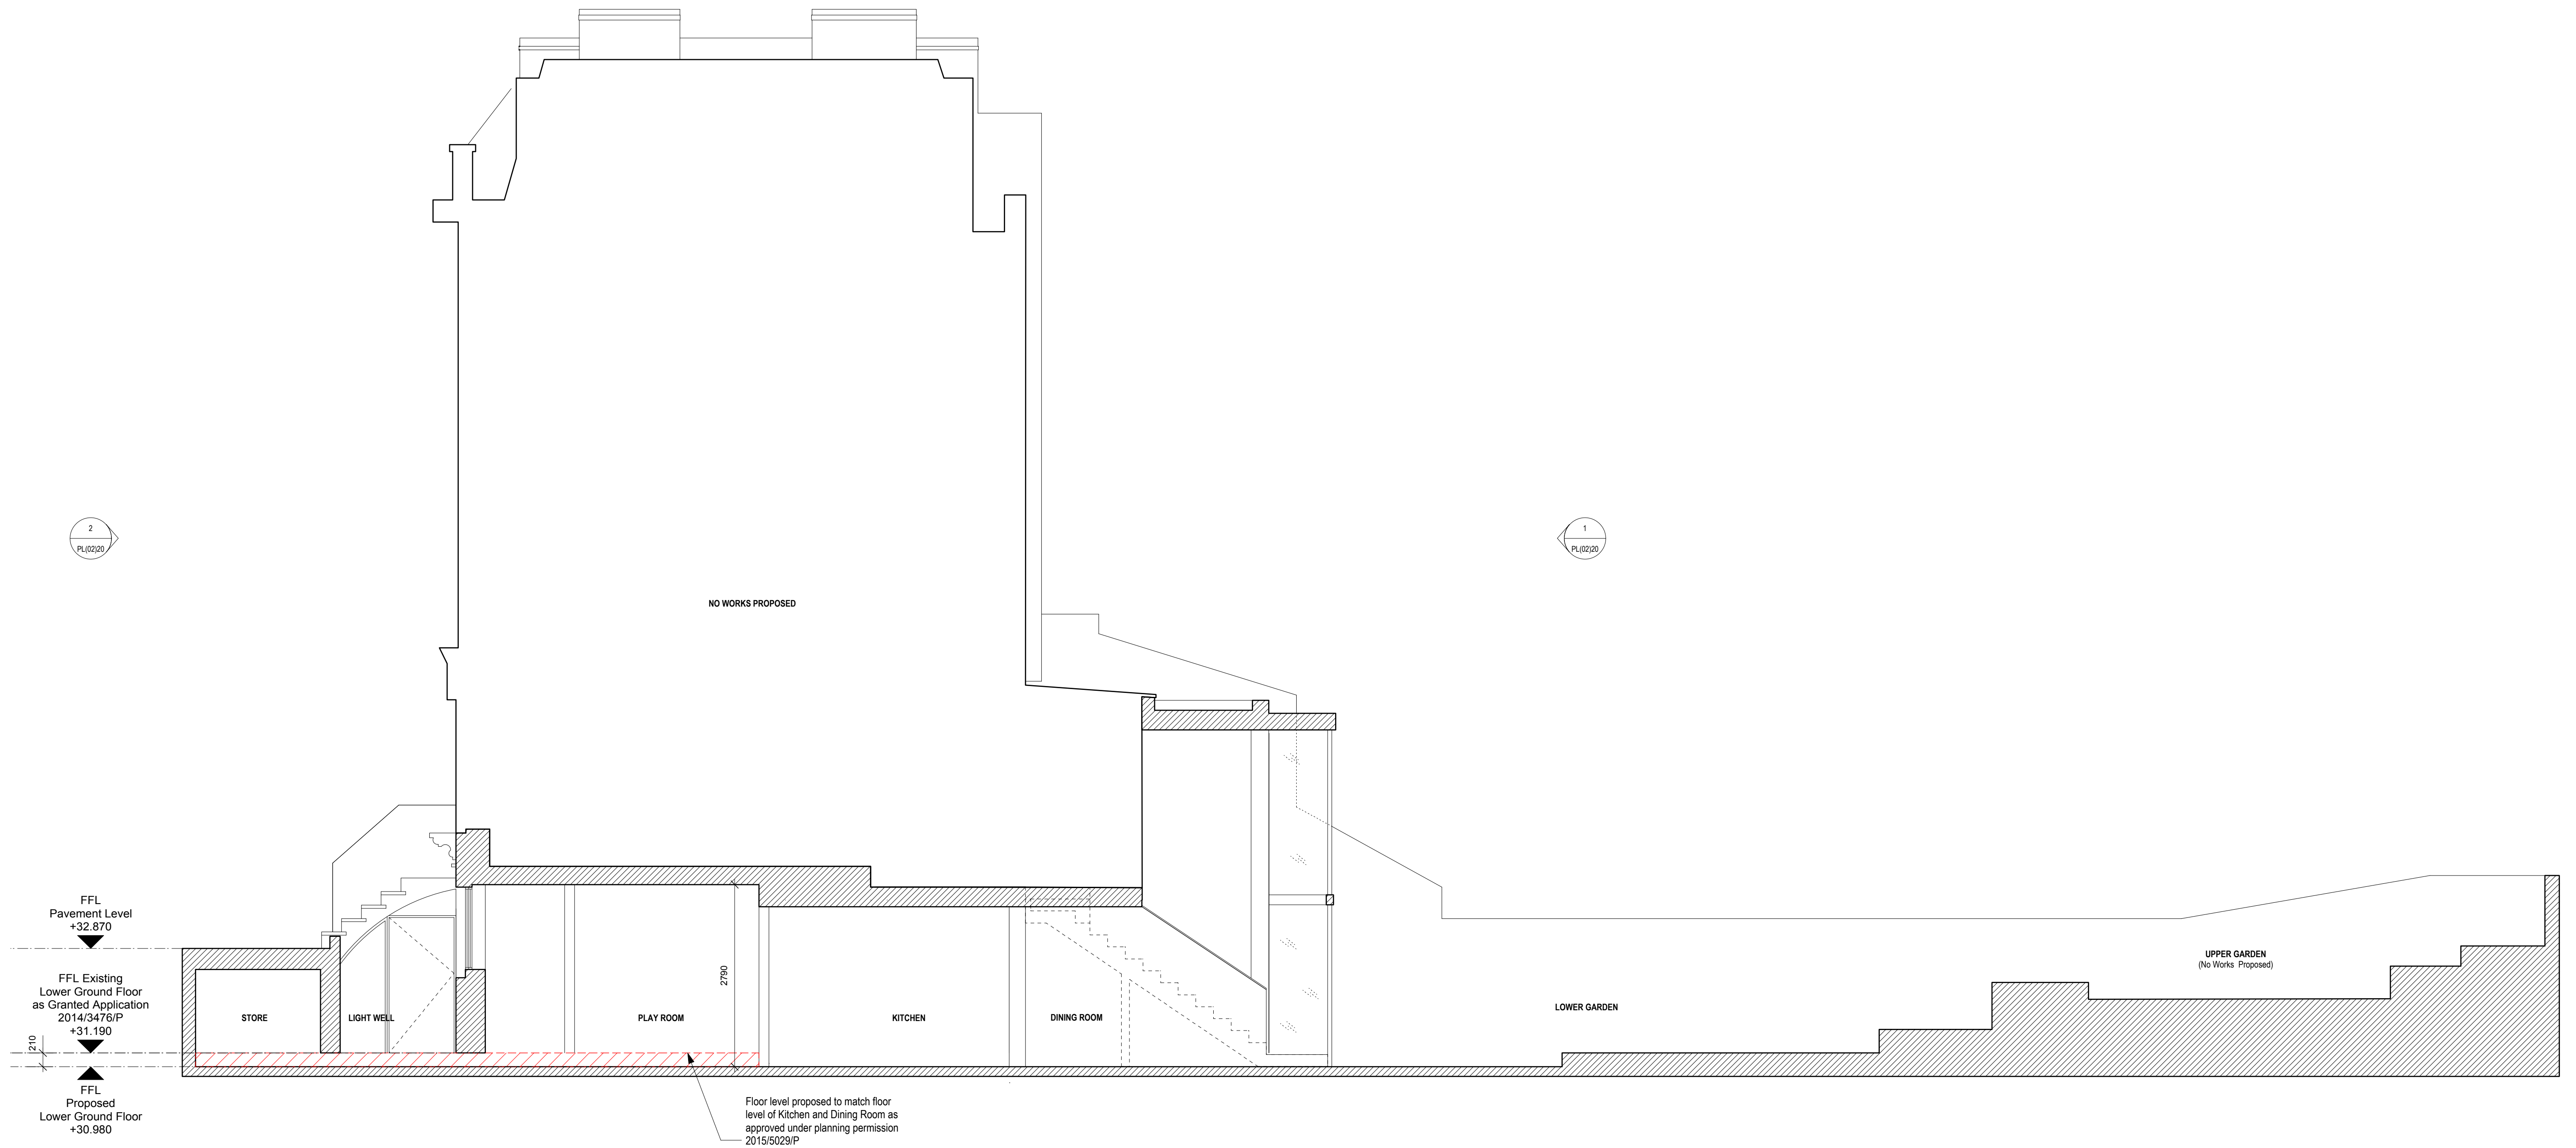 2
PL(02)20
1
PL(02)20
NO WORKS PROPOSED
FFL
Pavement Level
+32.870
FFL Existing
Lower Ground Floor
as Granted Application
2014/3476/P
+31.190
210
FFL
Proposed
Lower Ground Floor
+30.980
STORE
LIGHT WELL
PLAY ROOM
2790
KITCHEN
DINING ROOM
LOWER GARDEN
UPPER GARDEN
(No Works Proposed)
Floor level proposed to match floor
level of Kitchen and Dining Room as
approved under planning permission
2015/5029/P